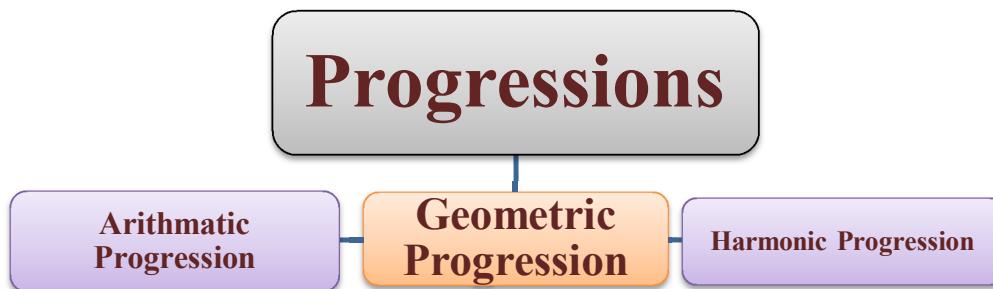 Progressions
Arithmatic
Progression
Geometric
Progression
Harmonic Progression